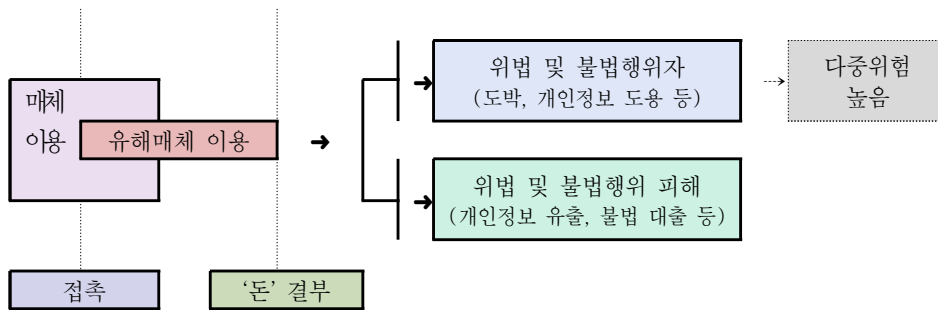 매체
이용
유해매체 이용
위법 및 불법행위자
(도박, 개인정보 도용 등)
다중위험
높음
위법 및 불법행위 피해
(개인정보 유출, 불법 대출 등)
접촉
‘돈’ 결부